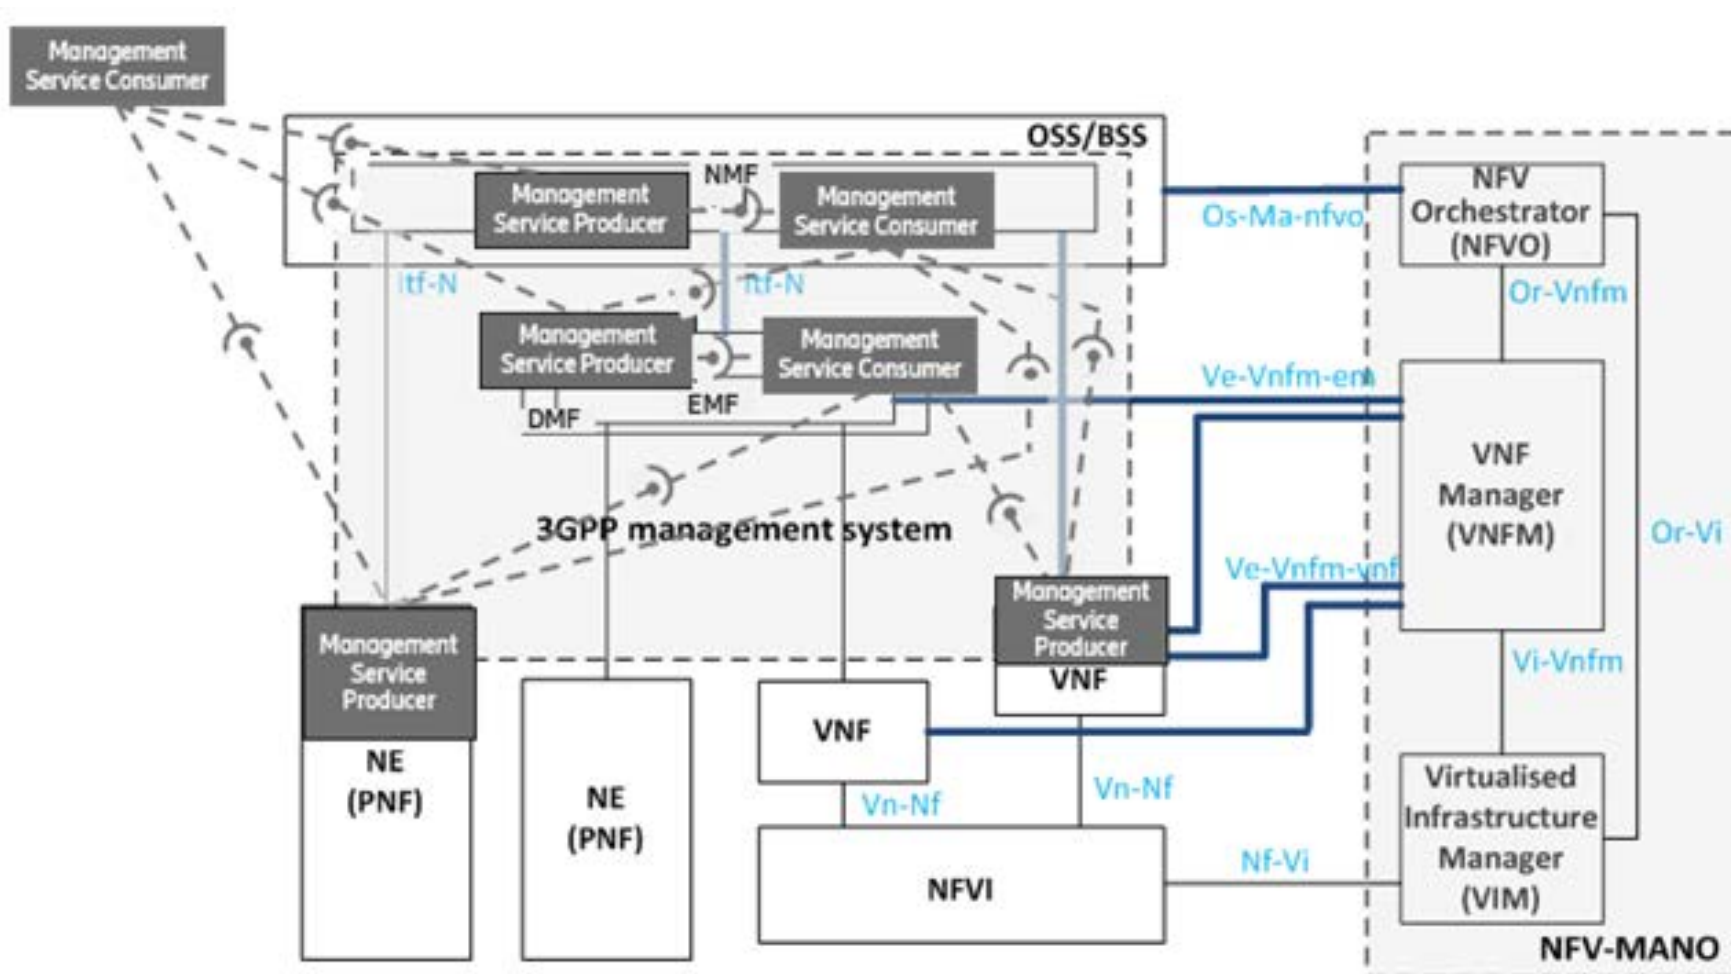 Management
Service Consumer
OSS/BSS
NMF
Management
Service Producer
Management
Service Consumer
Itf-N
Itf-N
Management
Service Producer
Management
Service Consumer
DMF
EMF
3GPP management system
Management
Service
Producer
NE
(PNF)
NE
(PNF)
VNF
Management
Service
Producer
VNF
Vn-Nf
Vn-Nf
NFVI
Os-Ma-nfvo
Ve-Vnfm-em
Ve-Vnfm-vnf
Nf-Vi
NFV
Orchestrator
(NFVO)
Or-Vnfm
VNF
Manager
(VNFM)
Or-Vi
Vi-Vnfm
Virtualised
Infrastructure
Manager
(VIM)
NFV-MANO